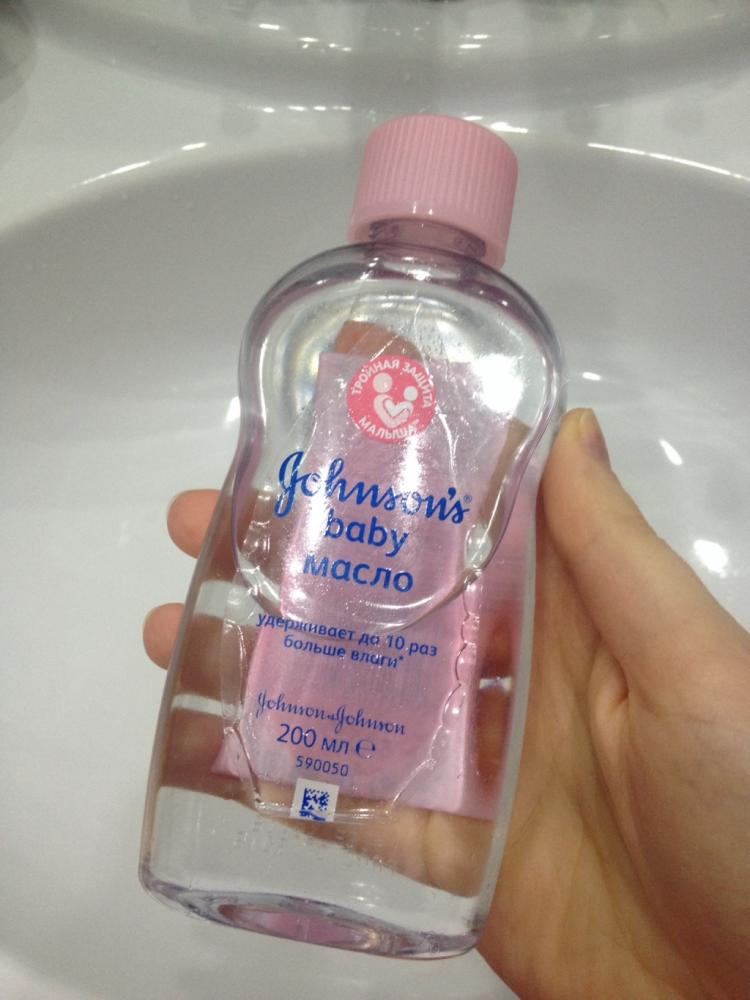 ТРОЙНАЯ ЗАЩИТА
МАЛЫША
Johnson's®
baby
масло
удерживает до 10 раз
больше влаги*
Johnson & Johnson
200 мл ℮
590050